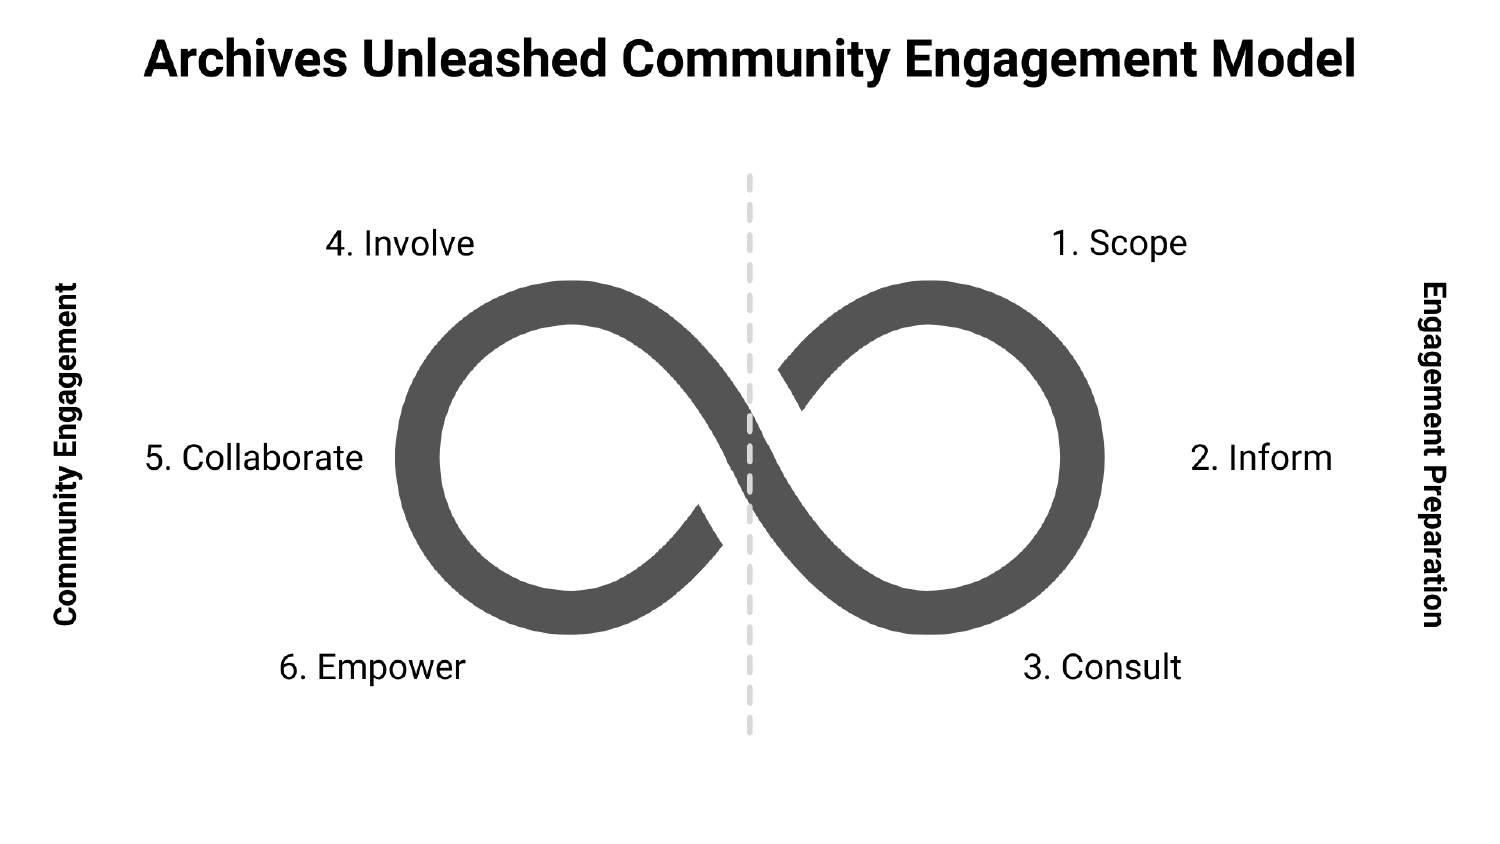 Archives Unleashed Community Engagement Model
4. Involve
1. Scope
Community Engagement
5. Collaborate
2. Inform
Engagement Preparation
6. Empower
3. Consult